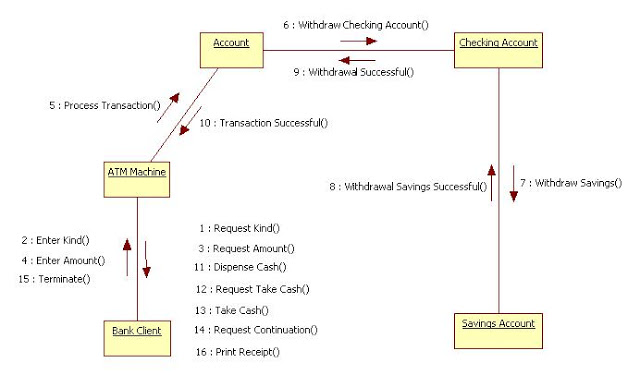 6 : Withdraw Checking Account()
Account
Checking Account
9 : Withdrawal Successful()
5 : Process Transaction()
10 : Transaction Successful()
ATM Machine
8 : Withdrawal Savings Successful()
7 : Withdraw Savings()
1 : Request Kind()
2 : Enter Kind()
3 : Request Amount()
4 : Enter Amount()
11 : Dispense Cash()
15 : Terminate()
12 : Request Take Cash()
13 : Take Cash()
Bank Client
14 : Request Continuation()
Savings Account
16 : Print Receipt()